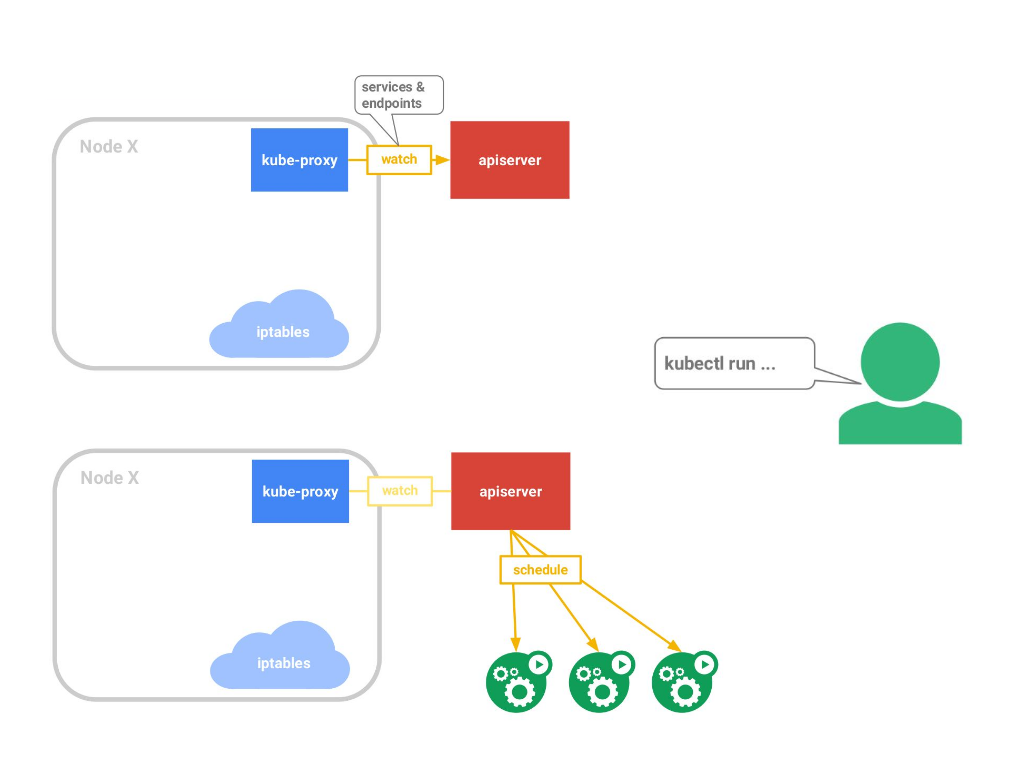 services &
endpoints
Node X
kube-proxy
watch
apiserver
iptables
kubectl run ...
Node X
kube-proxy
watch
apiserver
schedule
iptables